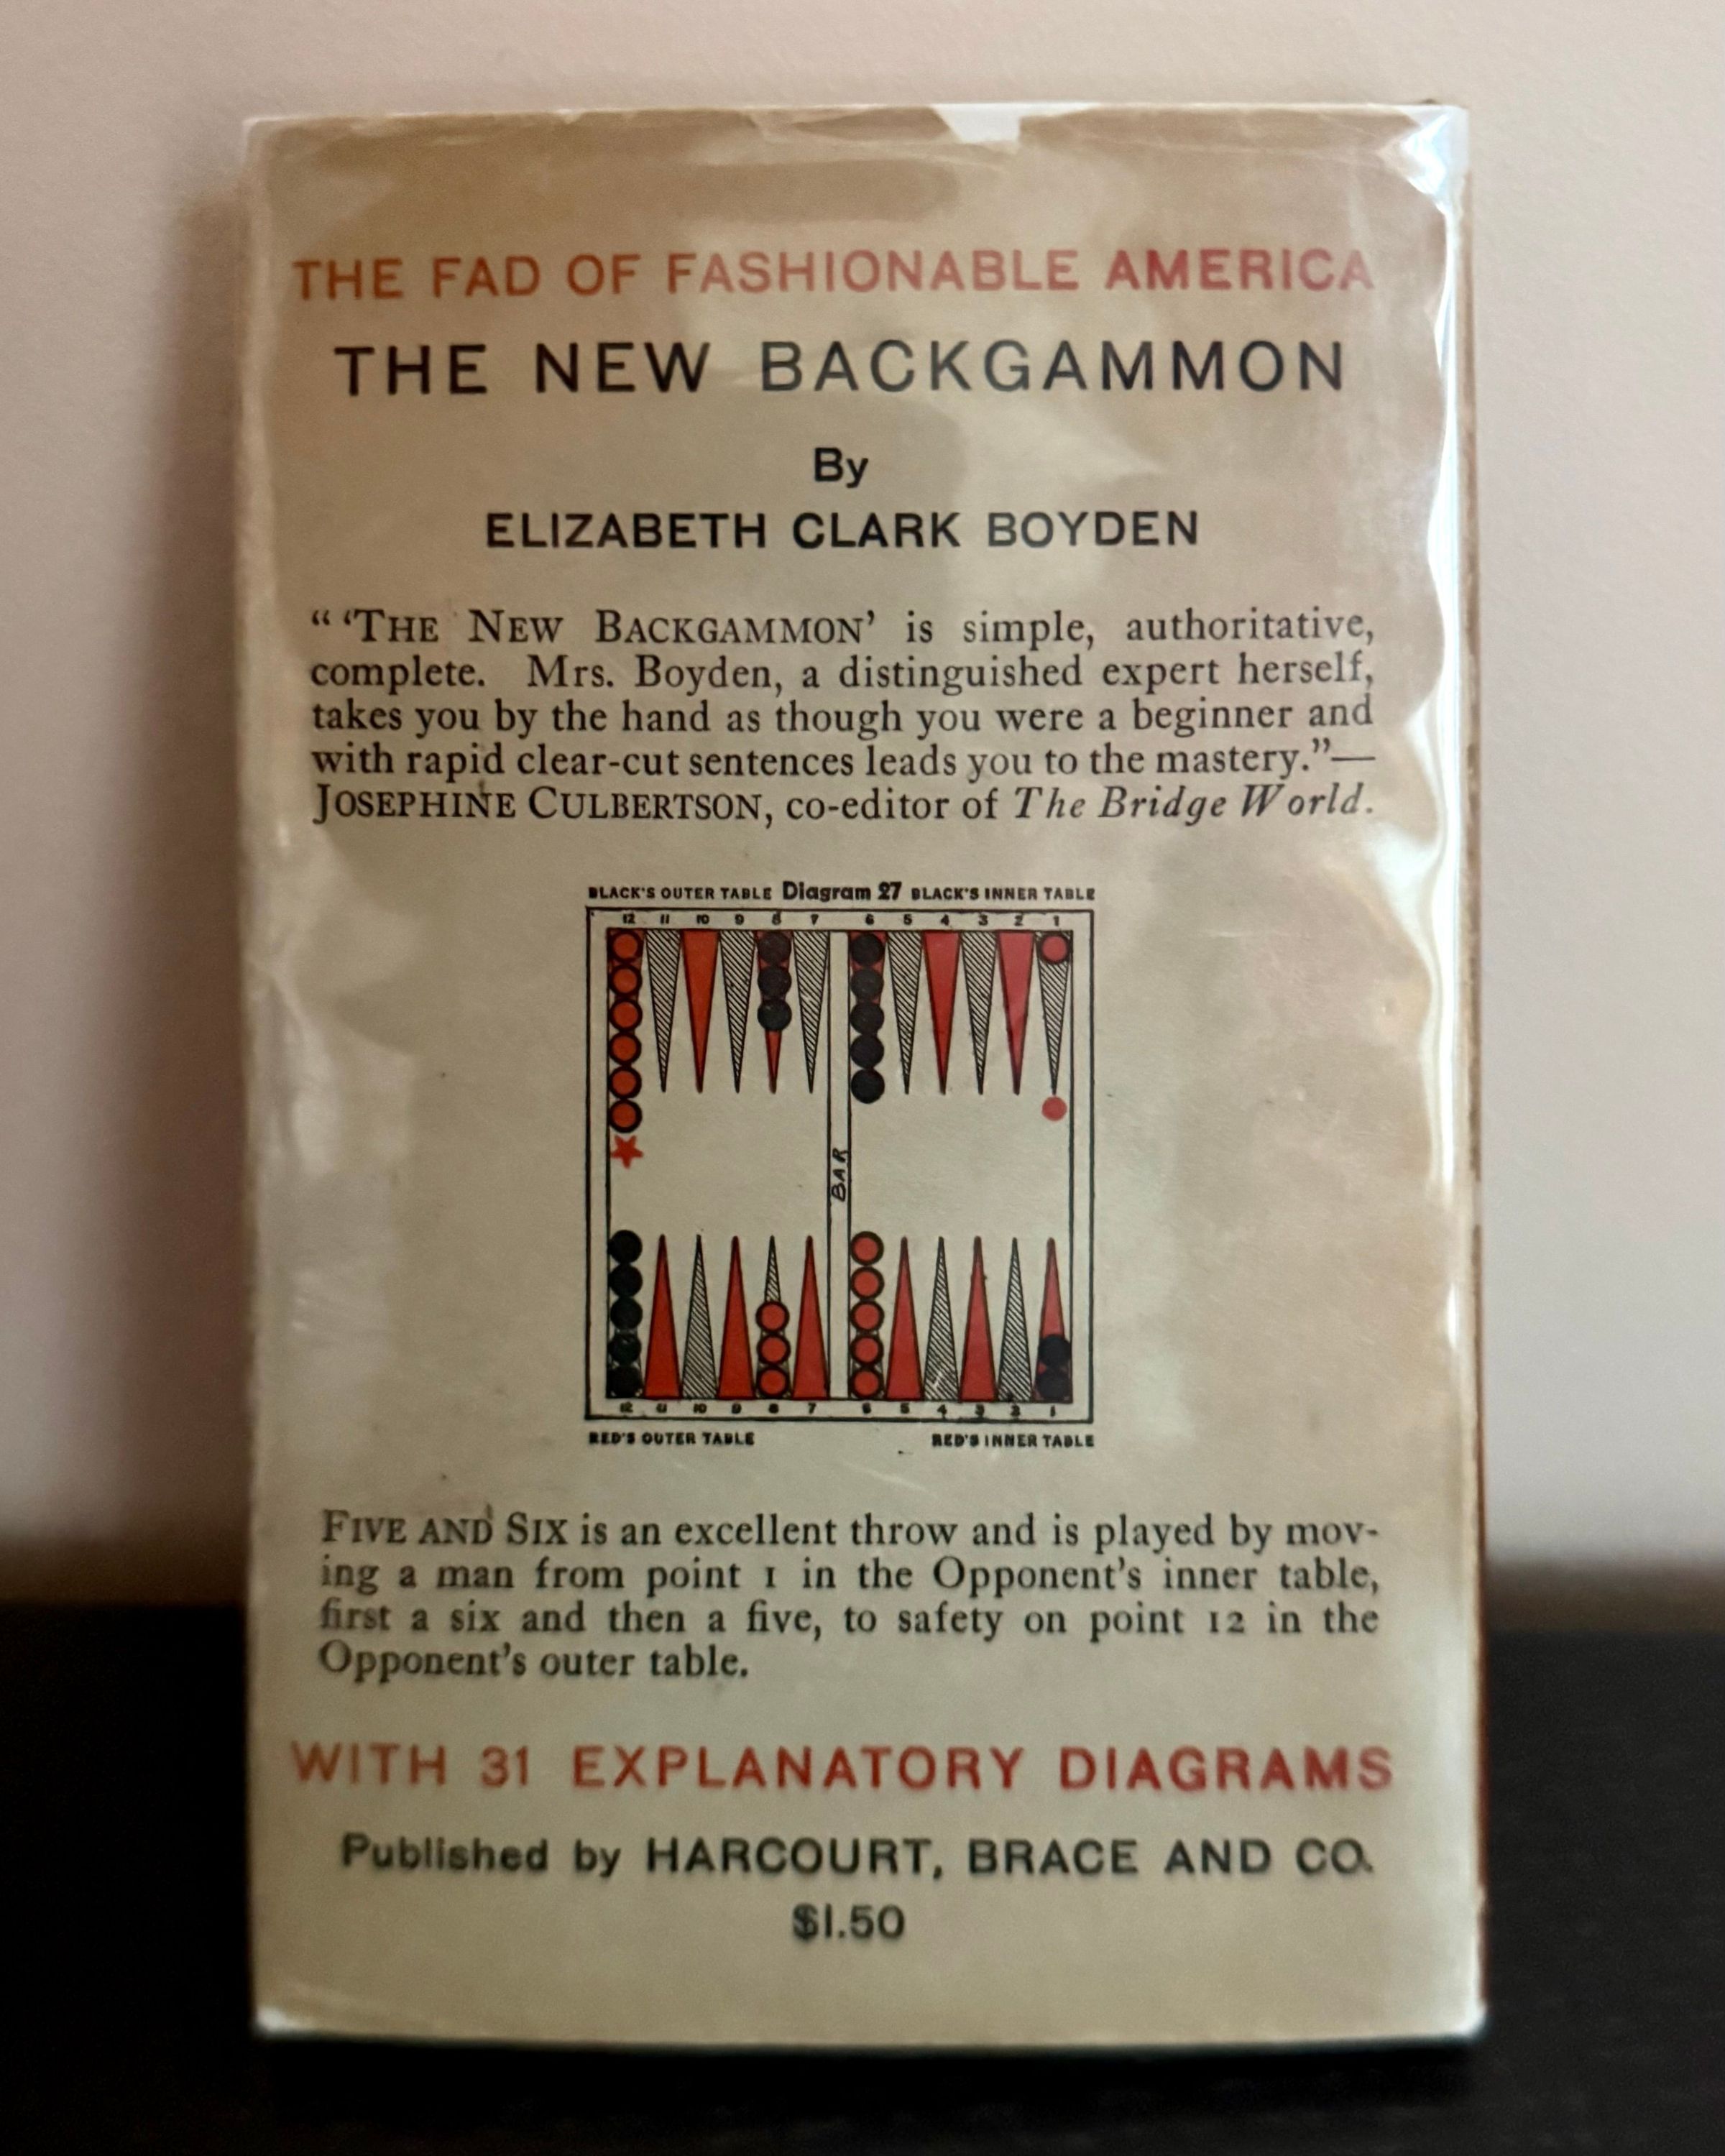 THE FAD OF FASHIONABLE AMERICA
THE NEW BACKGAMMON
By
ELIZABETH CLARK BOYDEN
“ ‘THE NEW BACKGAMMON’ is simple, authoritative,
complete. Mrs. Boyden, a distinguished expert herself,
takes you by the hand as though you were a beginner and
with rapid clear-cut sentences leads you to the mastery.”—
JOSEPHINE CULBERTSON, co-editor of The Bridge World.
BLACK'S OUTER TABLE Diagram 27 BLACK'S INNER TABLE
12 11 10 9 8 7 6 5 4 3 2 1
BAR
12 11 10 9 8 7 6 5 4 3 2 1
RED'S OUTER TABLE RED'S INNER TABLE
FIVE AND SIX is an excellent throw and is played by mov-
ing a man from point 1 in the Opponent's inner table,
first a six and then a five, to safety on point 12 in the
Opponent's outer table.
WITH 31 EXPLANATORY DIAGRAMS
Published by HARCOURT, BRACE AND CO.
$1.50